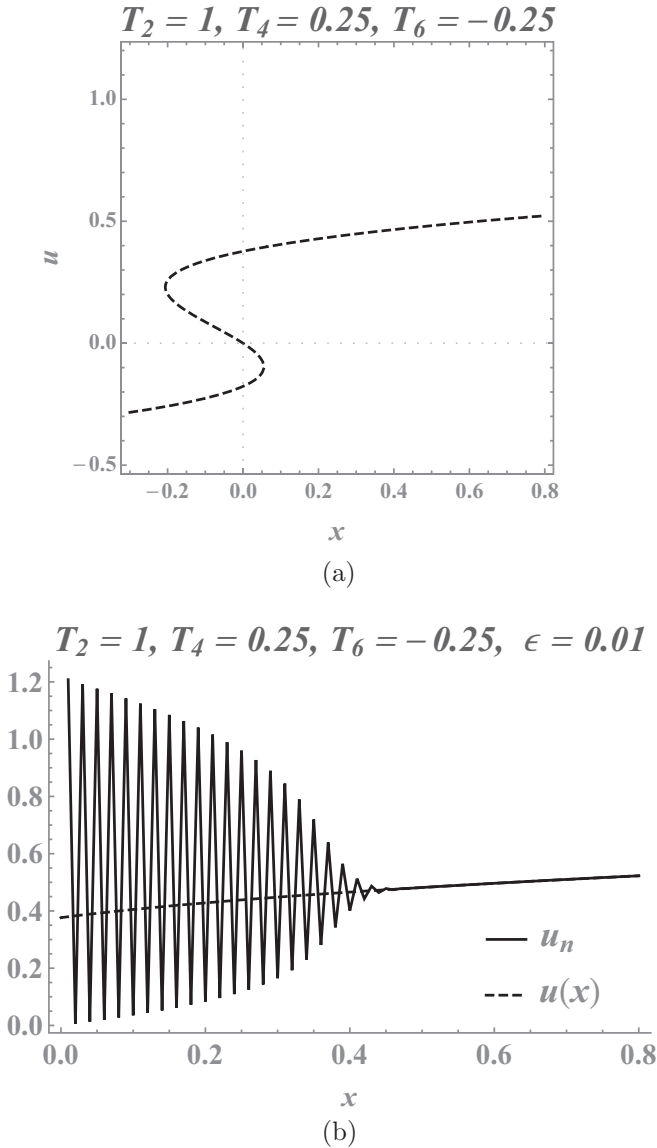 T₂ = 1, T₄ = 0.25, T₆ = −0.25
1.0
0.5
0.0
−0.5
u
−0.2 0.0 0.2 0.4 0.6 0.8
x
(a)
T₂ = 1, T₄ = 0.25, T₆ = −0.25, ϵ = 0.01
1.2
1.0
0.8
0.6
0.4
0.2
0.0
uₙ
u(x)
0.0 0.2 0.4 0.6 0.8
x
(b)